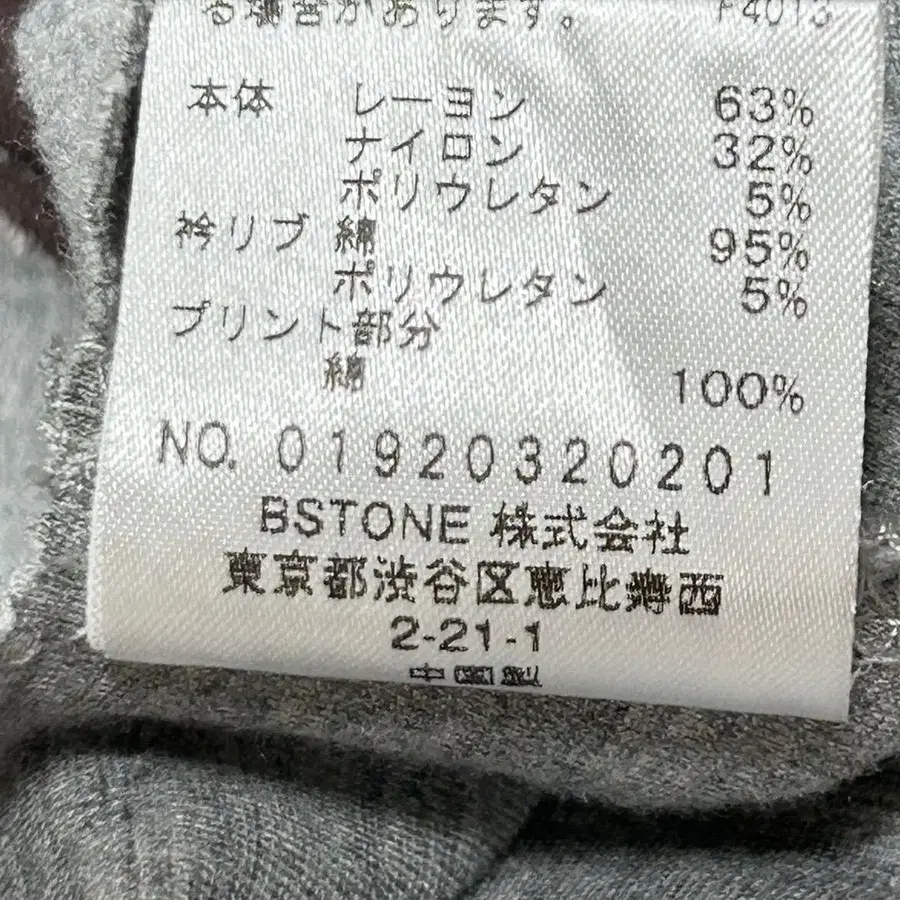 る場合があります。 F4013
本体 レーヨン 63%
ナイロン 32%
ポリウレタン 5%
衿リブ 綿 95%
ポリウレタン 5%
プリント部分
綿 100%
NO. 01920320201
BSTONE 株式会社
東京都渋谷区恵比寿西
2-21-1
中国製